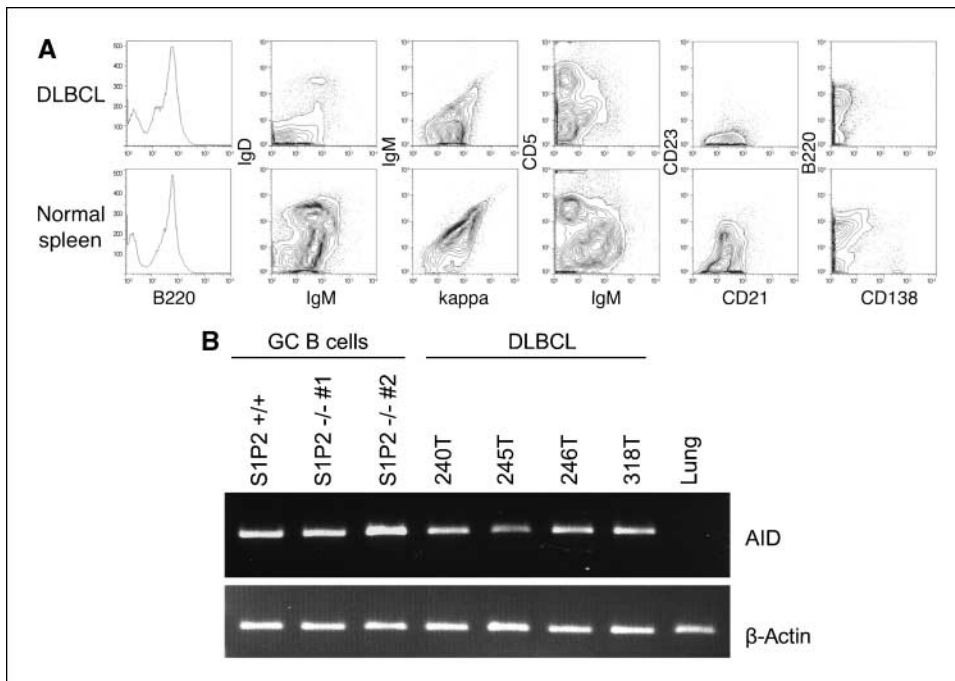 A
DLBCL
Normal
spleen
IgD
IgM
CD5
CD23
B220
B220
IgM
kappa
IgM
CD21
CD138
B
GC B cells
DLBCL
S1P2 +/+
S1P2 -/- #1
S1P2 -/- #2
240T
245T
246T
318T
Lung
AID
β-Actin